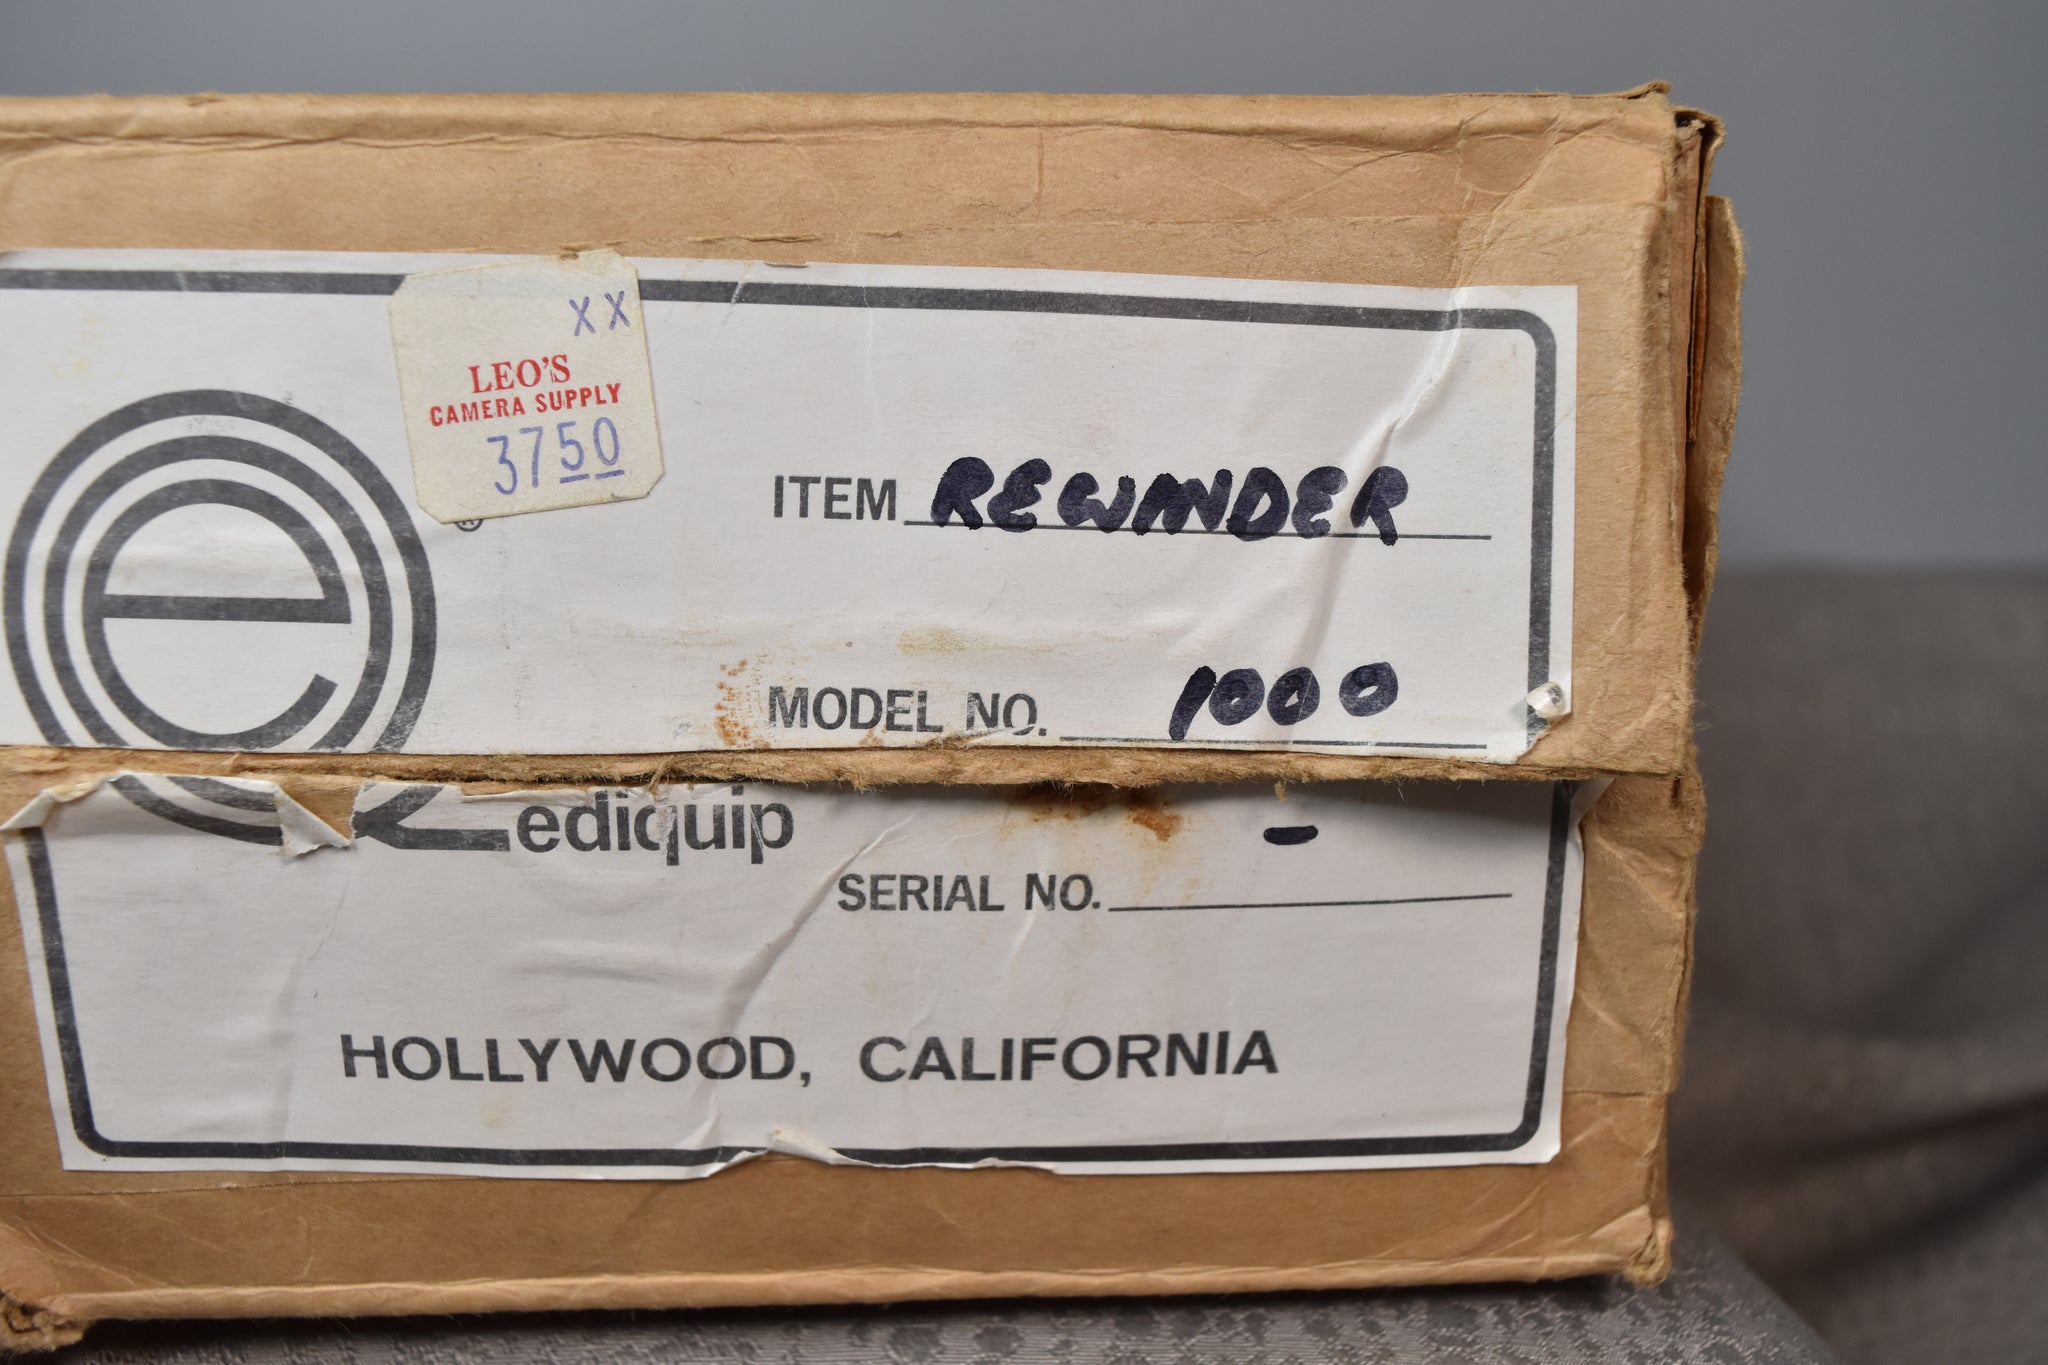 XX
LEO'S
CAMERA SUPPLY
3750
e
®
ITEM REWINDER
MODEL NO. 1000
ediquip
SERIAL NO. -
HOLLYWOOD, CALIFORNIA